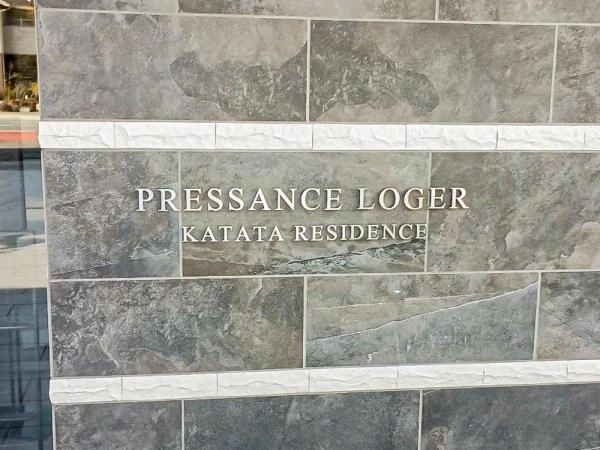 PRESSANCE LOGER
KATATA RESIDENCE